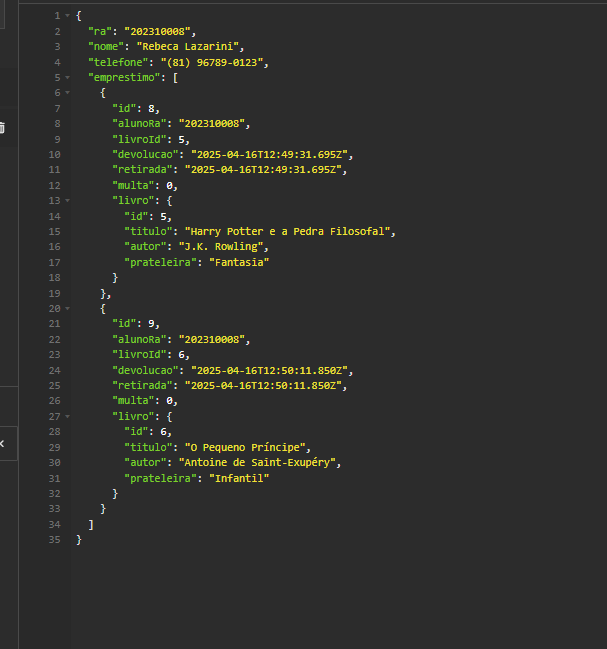 1 {
2 "ra": "202310008",
3 "nome": "Rebeca Lazarini",
4 "telefone": "(81) 96789-0123",
5 "emprestimo": [
6 {
7 "id": 8,
8 "alunoRa": "202310008",
9 "livroId": 5,
10 "devolucao": "2025-04-16T12:49:31.695Z",
11 "retirada": "2025-04-16T12:49:31.695Z",
12 "multa": 0,
13 "livro": {
14 "id": 5,
15 "titulo": "Harry Potter e a Pedra Filosofal",
16 "autor": "J.K. Rowling",
17 "prateleira": "Fantasia"
18 }
19 },
20 {
21 "id": 9,
22 "alunoRa": "202310008",
23 "livroId": 6,
24 "devolucao": "2025-04-16T12:50:11.850Z",
25 "retirada": "2025-04-16T12:50:11.850Z",
26 "multa": 0,
27 "livro": {
28 "id": 6,
29 "titulo": "O Pequeno Príncipe",
30 "autor": "Antoine de Saint-Exupéry",
31 "prateleira": "Infantil"
32 }
33 }
34 ]
35 }